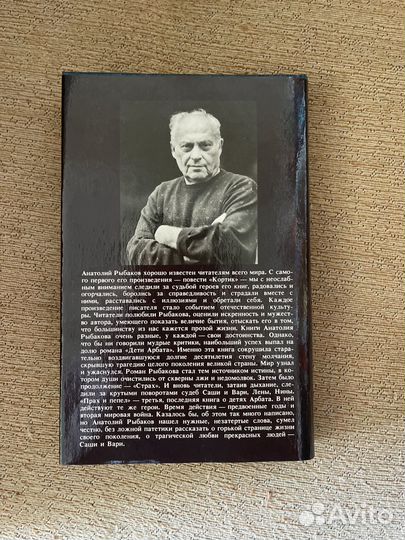 Анатолий Рыбаков хорошо известен читателям всего мира. С само-
го первого его произведения — повести «Кортик» — мы с неослаб-
ным вниманием следили за судьбой героев его книг, радовались и
огорчались, боролись за справедливость и страдали вместе с
ними, расставались с иллюзиями и обретали себя. Каждое
произведение писателя стало событием отечественной культу-
ры. Читатели полюбили Рыбакова, оценили искренность и мужест-
во автора, умеющего показать величие бытия, отыскать его в том,
что большинству из нас кажется прозой жизни. Книги Анатолия
Рыбакова очень разные, у каждой — свои достоинства. Однако,
что бы ни говорили мудрые критики, наибольший успех выпал на
долю романа «Дети Арбата». Именно эта книга сокрушила стара-
тельно воздвигавшуюся долгие десятилетия стену молчания,
скрывшую трагедию целого поколения великой страны. Мир узнал
и ужаснулся. Роман Рыбакова стал тем источником истины, в
котором души очистились от скверны лжи и недомолвок. Затем было
продолжение — «Страх». И вновь читатели, затаив дыхание, следи-
ли за крутыми поворотами судеб Саши и Вари, Лены, Нины.
«Прах и пепел» — третья, последняя книга о детях Арбата. В ней
действуют те же герои. Время действия — предвоенные годы и
вторая мировая война. Казалось бы, об этом так много написано,
но Анатолий Рыбаков нашел нужные, незатертые слова, сумел
честно, без ложной патетики рассказать о горькой странице жизни
своего поколения, о трагической любви прекрасных людей —
Саши и Вари.
Avito